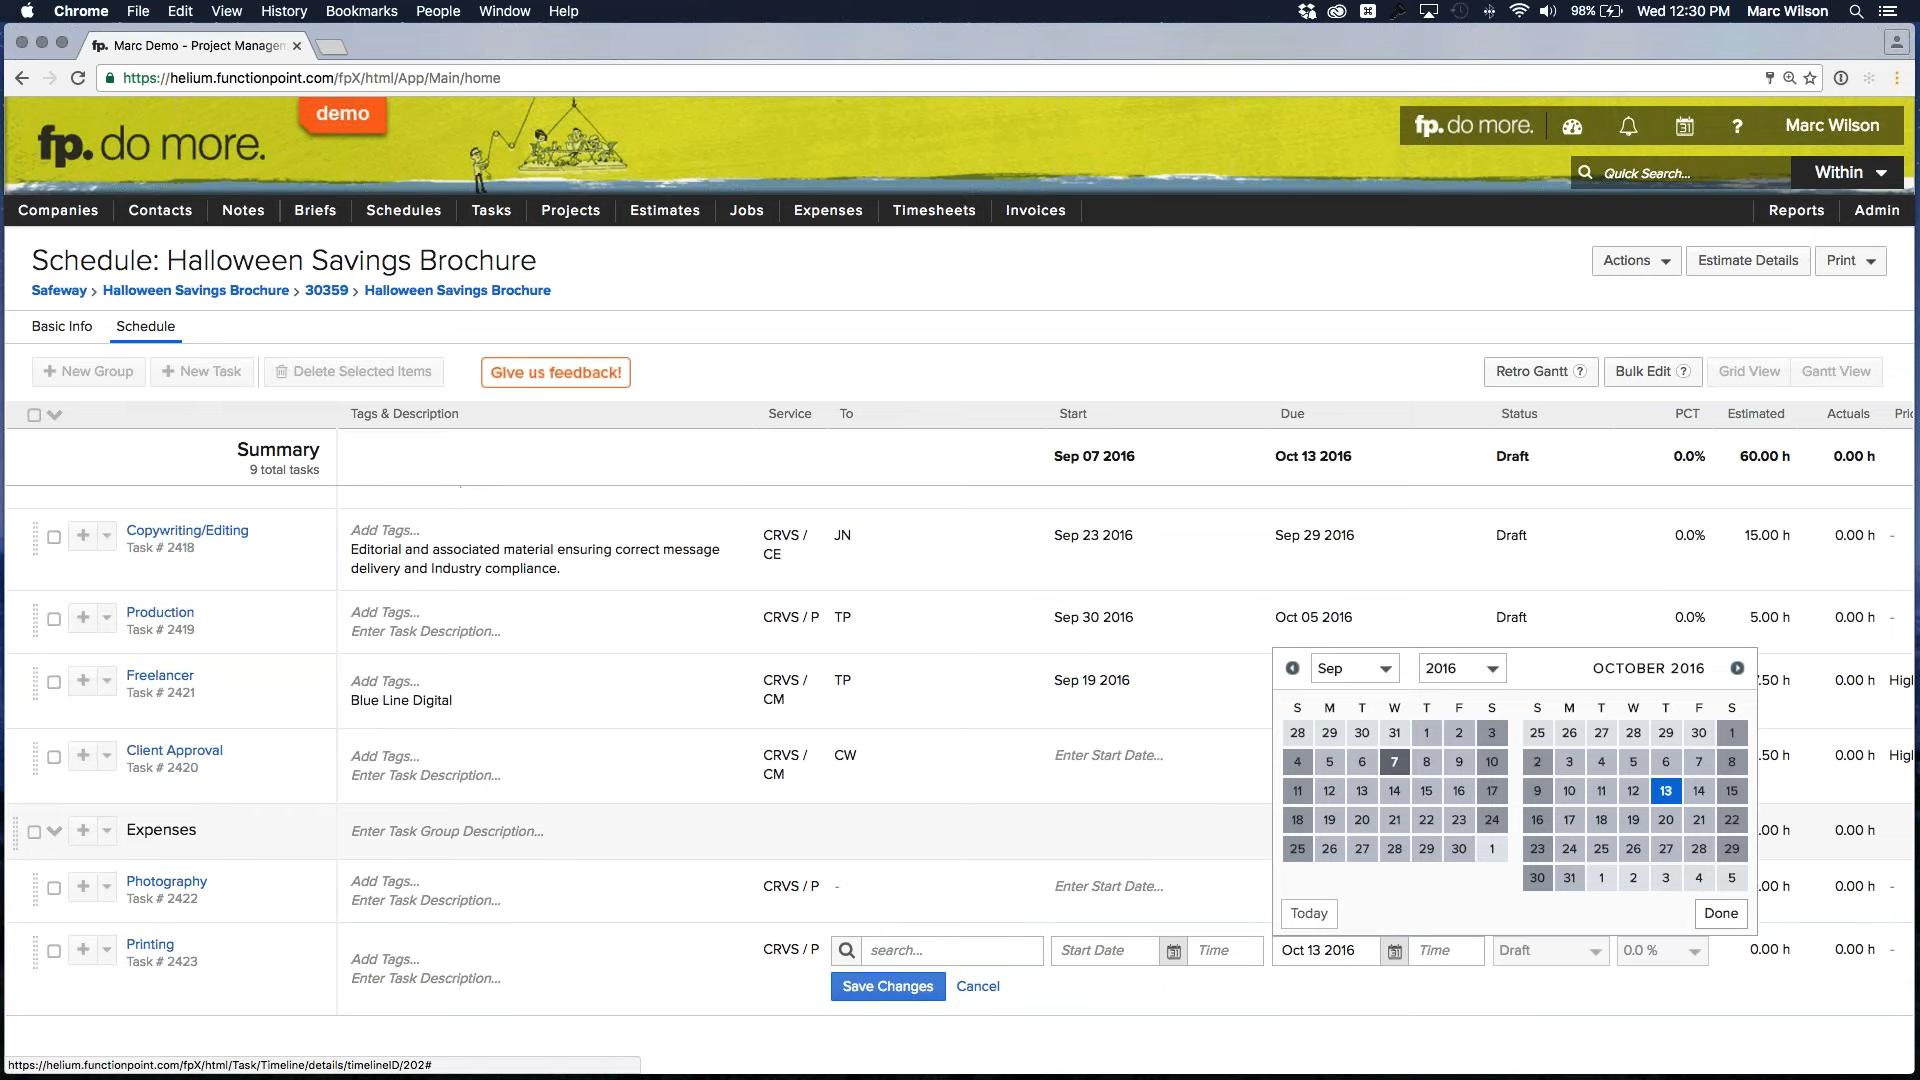 Chrome File Edit View History Bookmarks People Window Help 98% Wed 12:30 PM Marc Wilson
fp. Marc Demo - Project Managem
https://helium.functionpoint.com/fpX/html/App/Main/home
demo
fp. do more.
fp. do more. 31 ? Marc Wilson
Quick Search... Within
Companies Contacts Notes Briefs Schedules Tasks Projects Estimates Jobs Expenses Timesheets Invoices Reports Admin
Schedule: Halloween Savings Brochure
Actions Estimate Details Print
Safeway > Halloween Savings Brochure > 30359 > Halloween Savings Brochure
Basic Info Schedule
+ New Group + New Task Delete Selected Items Give us feedback! Retro Gantt ? Bulk Edit ? Grid View Gantt View
Tags & Description Service To Start Due Status PCT Estimated Actuals Pric
Summary Sep 07 2016 Oct 13 2016 Draft 0.0% 60.00 h 0.00 h
9 total tasks
Copywriting/Editing Add Tags... CRVS / JN Sep 23 2016 Sep 29 2016 Draft 0.0% 15.00 h 0.00 h -
Task # 2418 Editorial and associated material ensuring correct message CE
delivery and Industry compliance.
Production Add Tags... CRVS / P TP Sep 30 2016 Oct 05 2016 Draft 0.0% 5.00 h 0.00 h -
Task # 2419 Enter Task Description...
Freelancer Add Tags... CRVS / TP Sep 19 2016 .50 h 0.00 h Higl
Task # 2421 Blue Line Digital CM
Client Approval Add Tags... CRVS / CW Enter Start Date... .50 h 0.00 h Higl
Task # 2420 Enter Task Description... CM
Expenses Enter Task Group Description... .00 h 0.00 h
Photography Add Tags... CRVS / P - Enter Start Date... .00 h 0.00 h -
Task # 2422 Enter Task Description...
Sep 2016 OCTOBER 2016
S M T W T F S S M T W T F S
28 29 30 31 1 2 3 25 26 27 28 29 30 1
4 5 6 7 8 9 10 2 3 4 5 6 7 8
11 12 13 14 15 16 17 9 10 11 12 13 14 15
18 19 20 21 22 23 24 16 17 18 19 20 21 22
25 26 27 28 29 30 1 23 24 25 26 27 28 29
30 31 1 2 3 4 5
Today Done
Printing Add Tags... CRVS / P search... Start Date Time Oct 13 2016 Time Draft 0.0 % 0.00 h 0.00 h -
Task # 2423 Enter Task Description...
Save Changes Cancel
https://helium.functionpoint.com/fpX/html/Task/Timeline/details/timelineID/202#